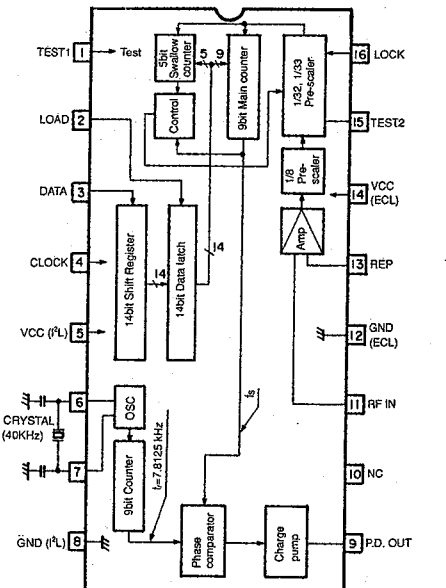 TEST1 1 Test
LOAD 2
DATA 3
CLOCK 4
VCC (I²L) 5
6
CRYSTAL
(40KHz)
7
GND (I²L) 8
5bit
Swallow
counter
5 9
9bit Main counter
1/32, 1/33
Pre-scaler
Control
1/8
Pre-
scaler
Amp
14bit Shift Register
14
14bit Data latch
14
OSC
9bit Counter
fr=7.8125 kHz
fs
Phase
comparator
Charge
pump
16 LOCK
15 TEST2
14 VCC
(ECL)
13 REP
12 GND
(ECL)
11 RF IN
10 NC
9 P.D. OUT